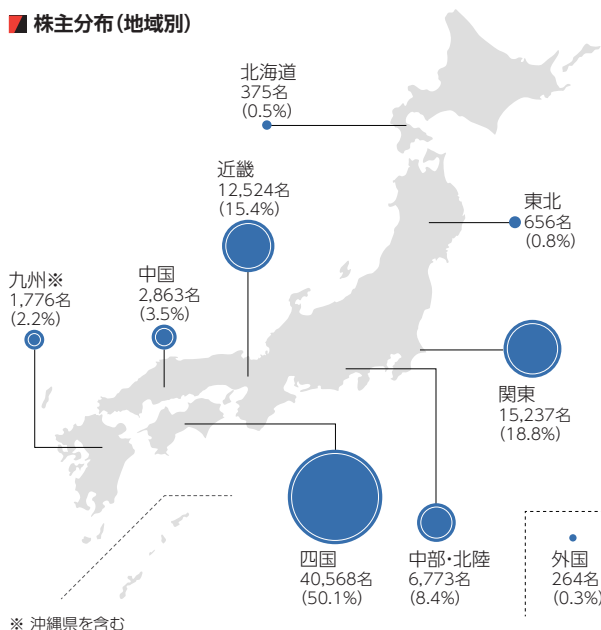 株主分布(地域別)
北海道
375名
(0.5%)
近畿
12,524名
(15.4%)
東北
656名
(0.8%)
九州※
1,776名
(2.2%)
中国
2,863名
(3.5%)
関東
15,237名
(18.8%)
四国
40,568名
(50.1%)
中部・北陸
6,773名
(8.4%)
外国
264名
(0.3%)
※ 沖縄県を含む